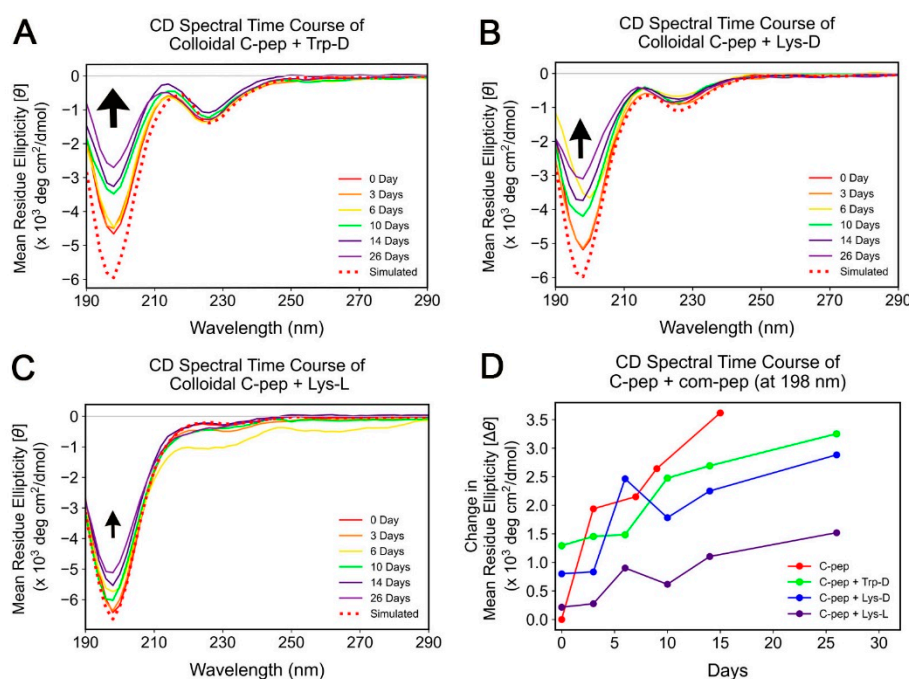 A
CD Spectral Time Course of
Colloidal C-pep + Trp-D
Mean Residue Ellipticity [θ]
(x 10³ deg cm²/dmol)
0
−1
−2
−3
−4
−5
−6
0 Day
3 Days
6 Days
10 Days
14 Days
26 Days
Simulated
190 210 230 250 270 290
Wavelength (nm)
B
CD Spectral Time Course of
Colloidal C-pep + Lys-D
Mean Residue Ellipticity [θ]
(x 10³ deg cm²/dmol)
0
−1
−2
−3
−4
−5
−6
0 Day
3 Days
6 Days
10 Days
14 Days
26 Days
Simulated
190 210 230 250 270 290
Wavelength (nm)
C
CD Spectral Time Course of
Colloidal C-pep + Lys-L
Mean Residue Ellipticity [θ]
(x 10³ deg cm²/dmol)
0
−1
−2
−3
−4
−5
−6
0 Day
3 Days
6 Days
10 Days
14 Days
26 Days
Simulated
190 210 230 250 270 290
Wavelength (nm)
D
CD Spectral Time Course of
C-pep + com-pep (at 198 nm)
Change in
Mean Residue Ellipticity [Δθ]
(x 10³ deg cm²/dmol)
3.5
3.0
2.5
2.0
1.5
1.0
0.5
0.0
C-pep
C-pep + Trp-D
C-pep + Lys-D
C-pep + Lys-L
0 5 10 15 20 25 30
Days